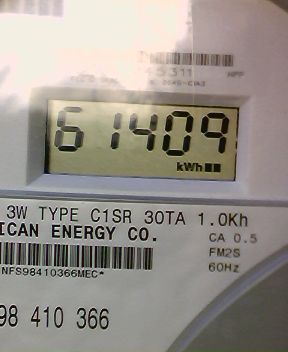 5311
61409
kWh
3W TYPE C1SR 30TA 1.0Kh
ICAN ENERGY CO.
CA 0.5
FM2S
60Hz
NFS98410366MEC*
98 410 366